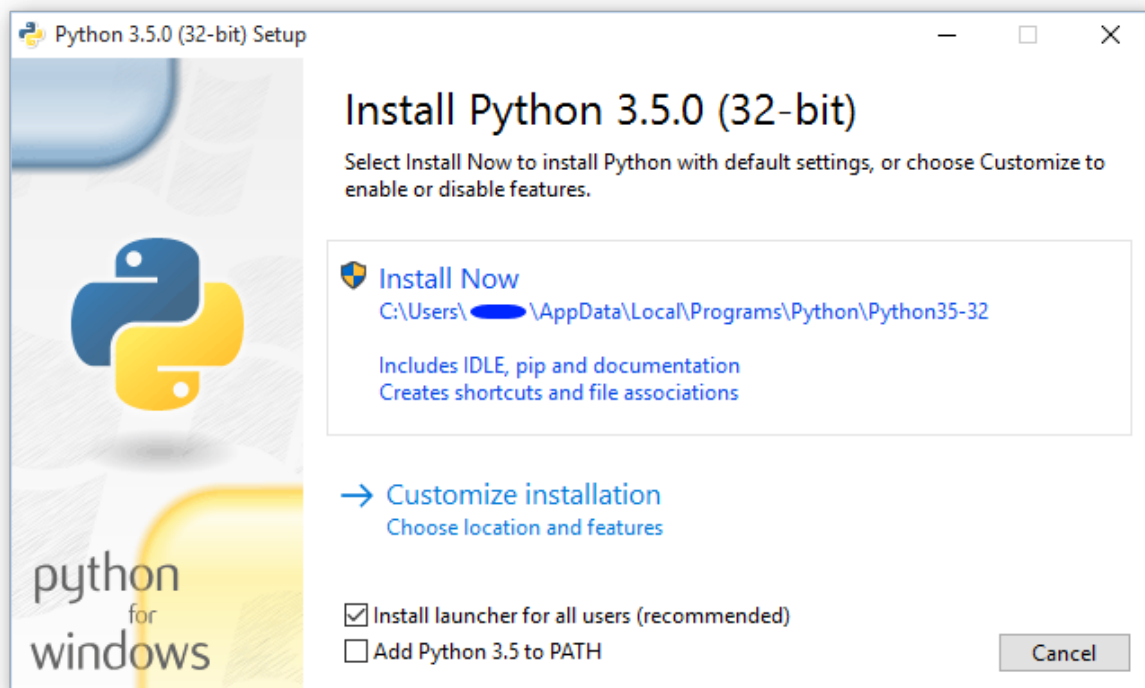 Python 3.5.0 (32-bit) Setup
Install Python 3.5.0 (32-bit)
Select Install Now to install Python with default settings, or choose Customize to
enable or disable features.
Install Now
C:\Users\ \AppData\Local\Programs\Python\Python35-32
Includes IDLE, pip and documentation
Creates shortcuts and file associations
Customize installation
Choose location and features
python
for
windows
Install launcher for all users (recommended)
Add Python 3.5 to PATH
Cancel